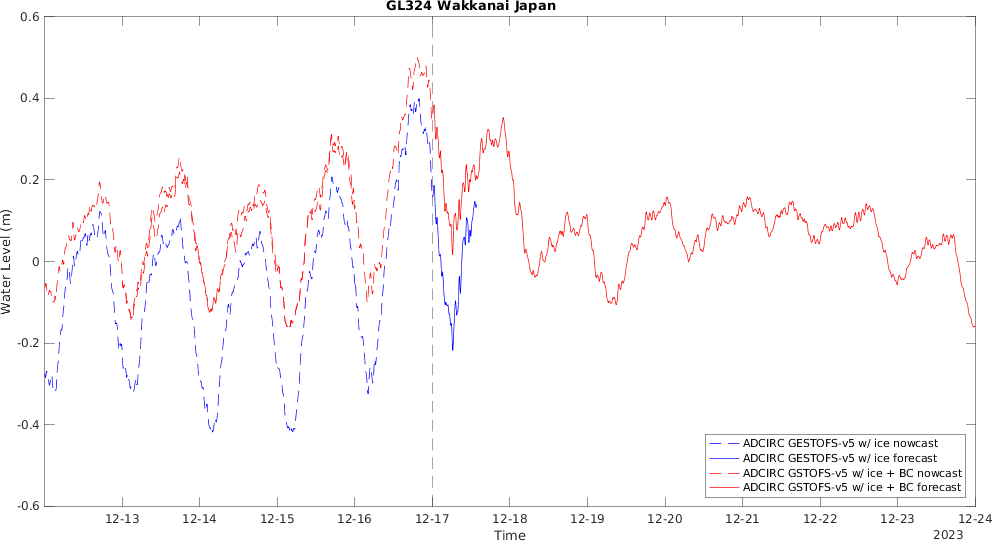 GL324 Wakkanai Japan
0.6
0.4
0.2
0
-0.2
-0.4
-0.6
Water Level (m)
12-13 12-14 12-15 12-16 12-17 12-18 12-19 12-20 12-21 12-22 12-23 12-24
Time
2023
ADCIRC GESTOFS-v5 w/ ice nowcast
ADCIRC GESTOFS-v5 w/ ice forecast
ADCIRC GSTOFS-v5 w/ ice + BC nowcast
ADCIRC GSTOFS-v5 w/ ice + BC forecast